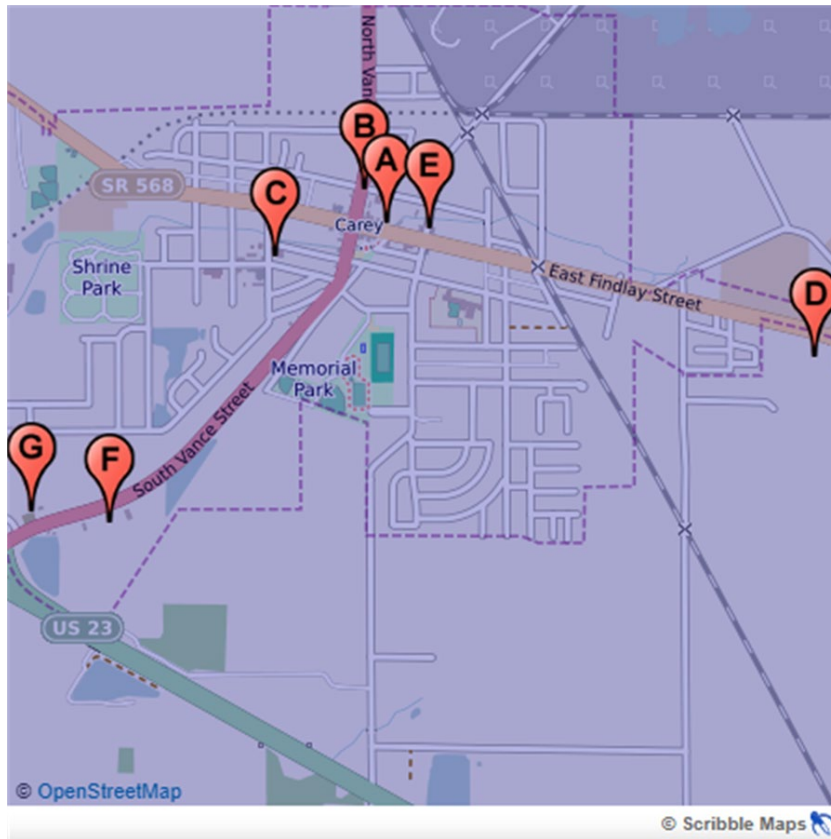 North Van
B
A
E
C
SR 568
Carey
Shrine
Park
East Findlay Street
D
Memorial
Park
South Vance Street
G
F
US 23
© OpenStreetMap
© Scribble Maps